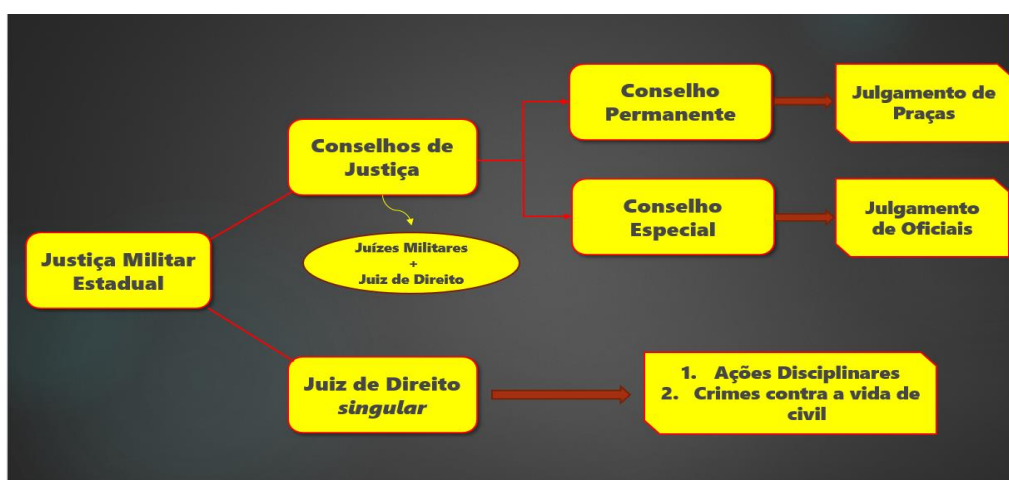 Conselho
Permanente
Julgamento de
Praças
Conselhos de
Justiça
Conselho
Especial
Julgamento
de Oficiais
Juízes Militares
+
Juiz de Direito
Justiça Militar
Estadual
Juiz de Direito
singular
1. Ações Disciplinares
2. Crimes contra a vida de
civil